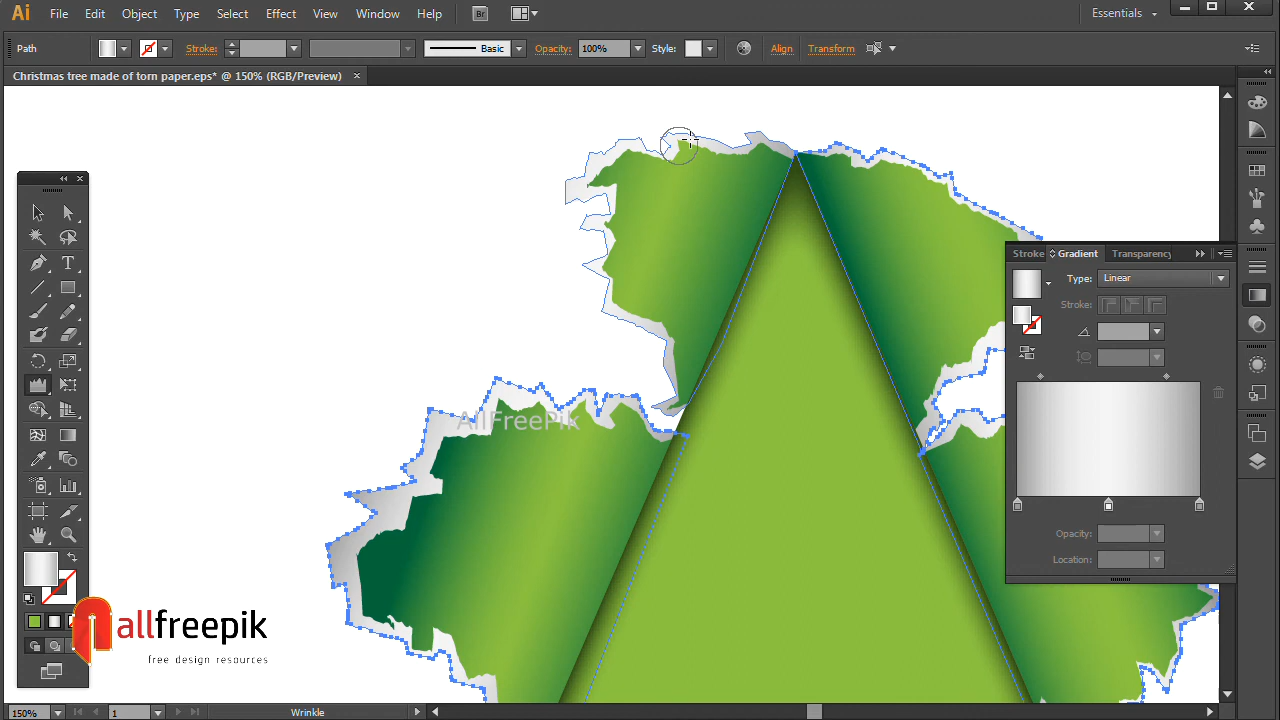 Ai File Edit Object Type Select Effect View Window Help Br Essentials
Path Stroke: Basic Opacity: 100% Style: Align Transform
Christmas tree made of torn paper.eps* @ 150% (RGB/Preview)
Stroke Gradient Transparency
Type: Linear
Stroke:
AllFreePik
Opacity:
Location:
allfreepik
free design resources
150% 1 Wrinkle